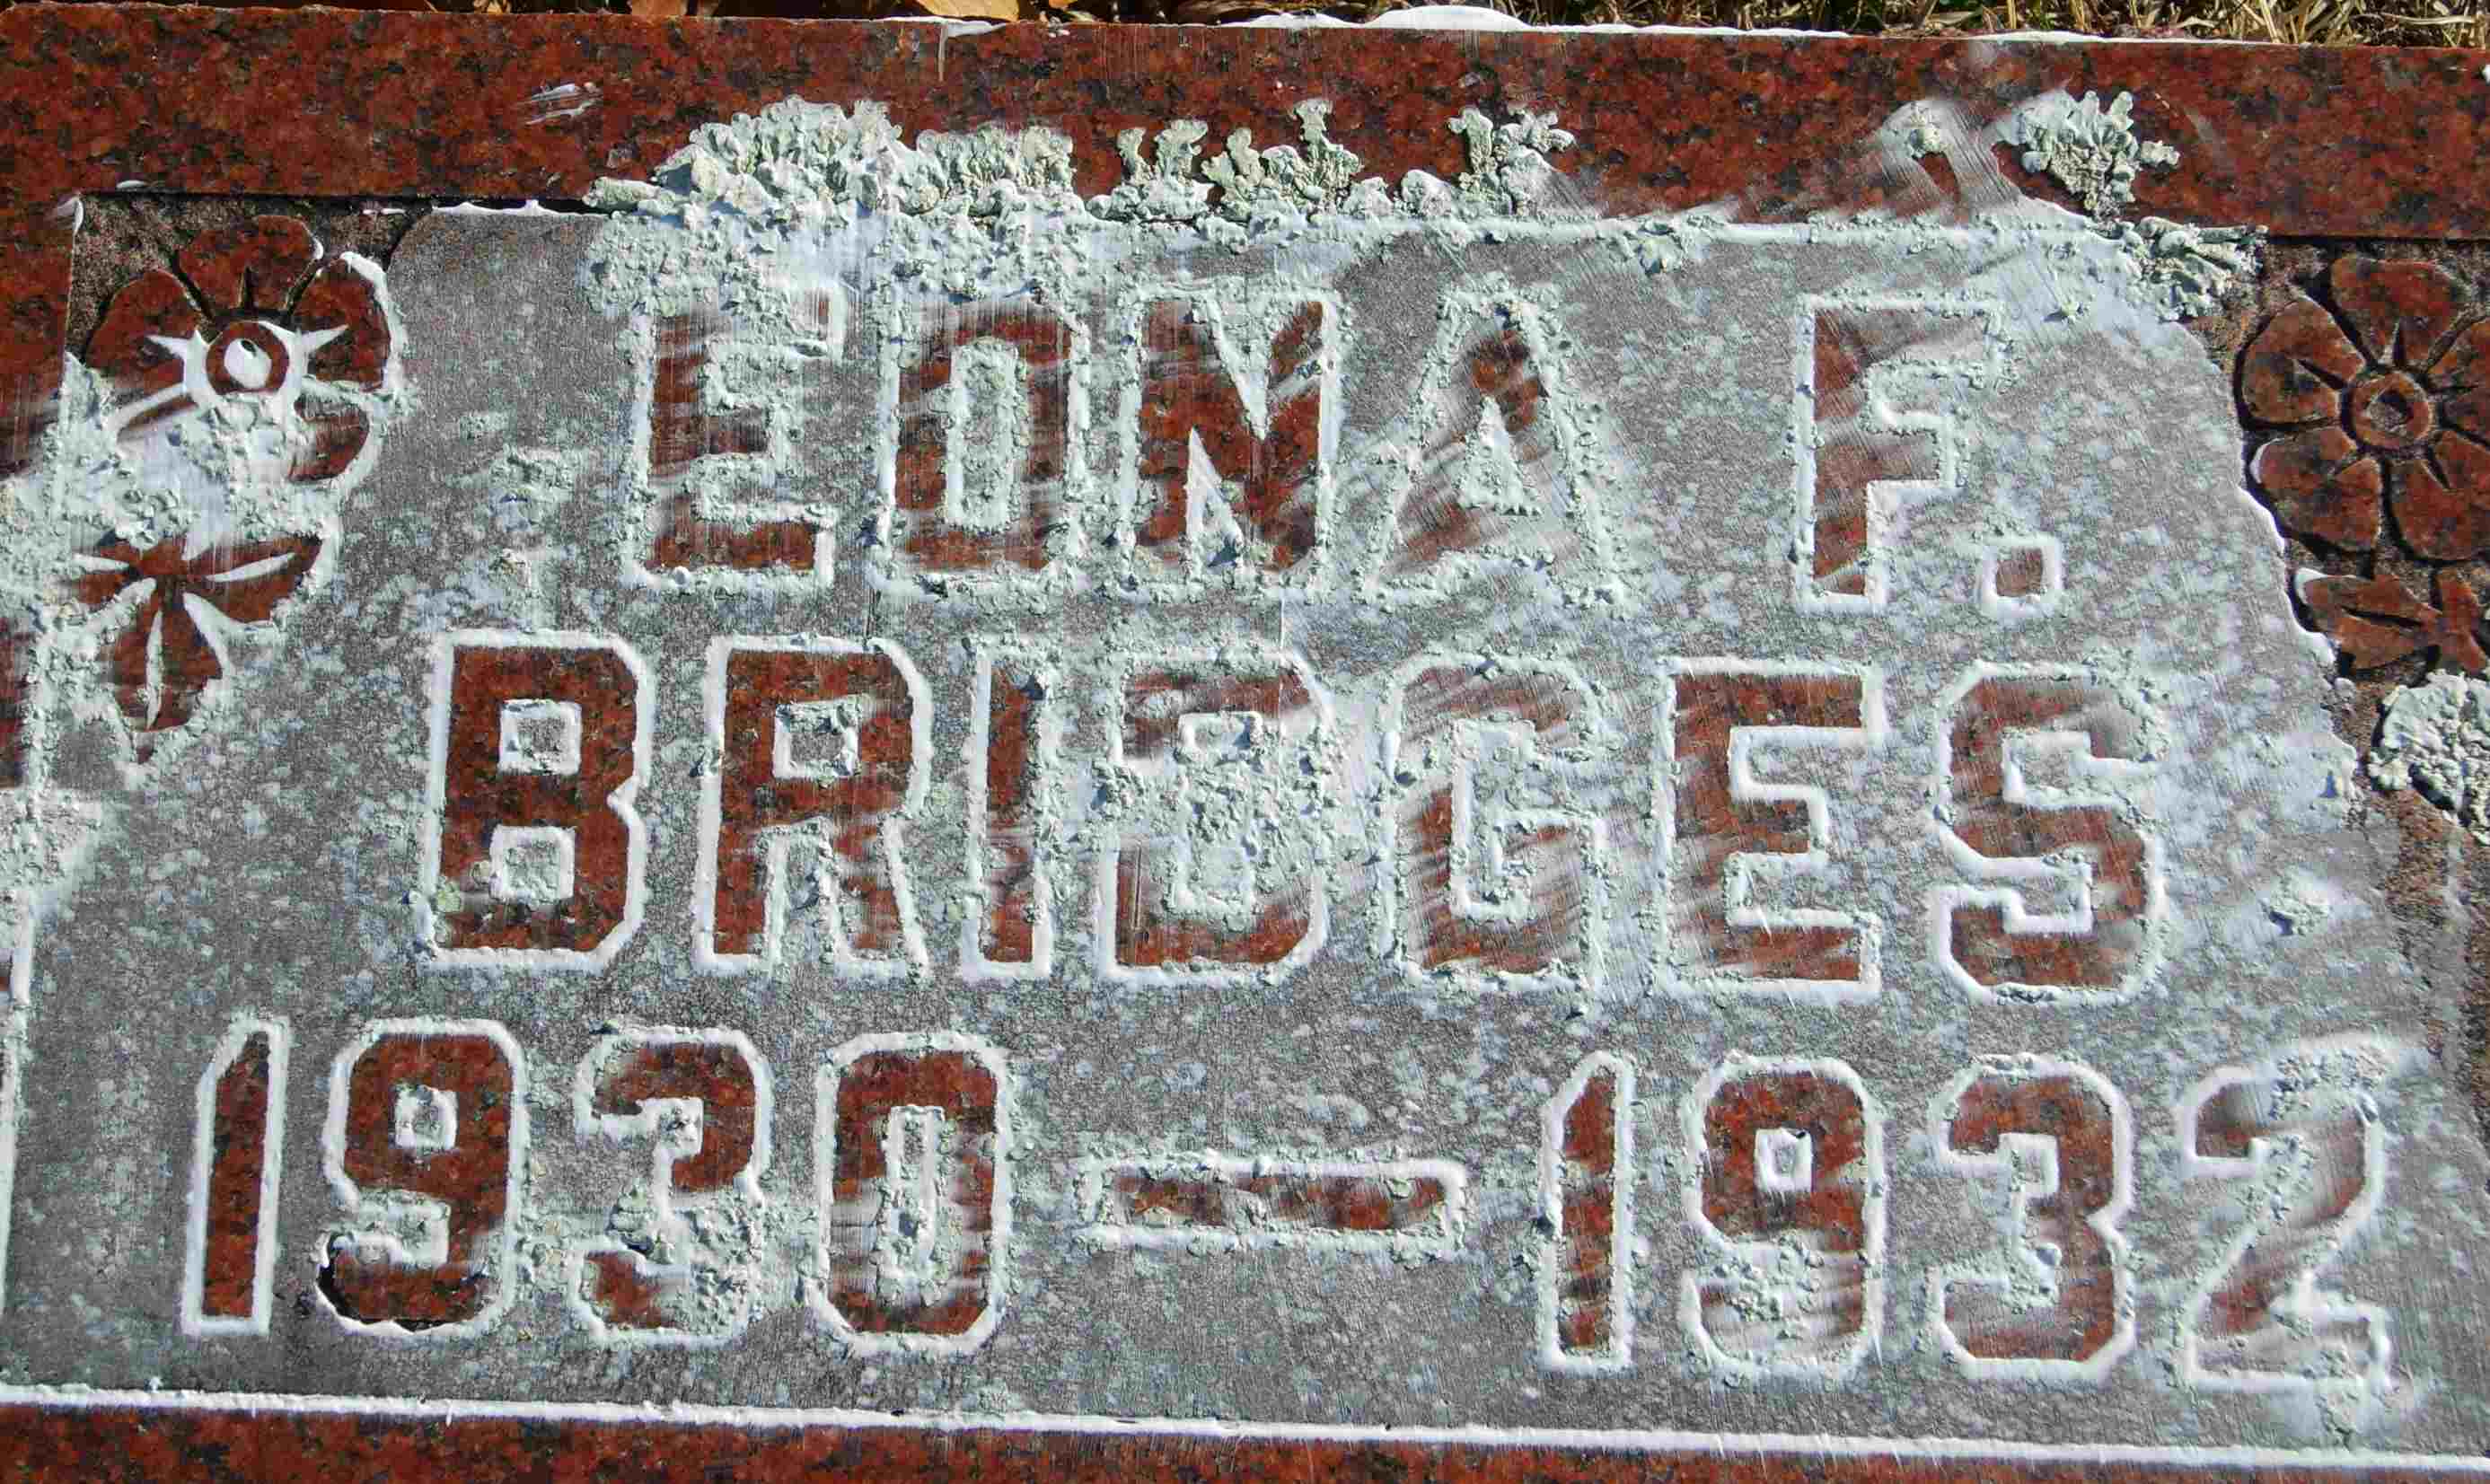 EDNA F.
BRIDGES
1930 – 1932